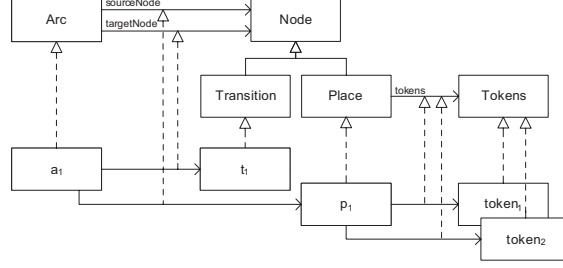 sourceNode
Arc
Node
targetNode
Transition
Place
tokens
Tokens
a₁
t₁
p₁
token₁
token₂